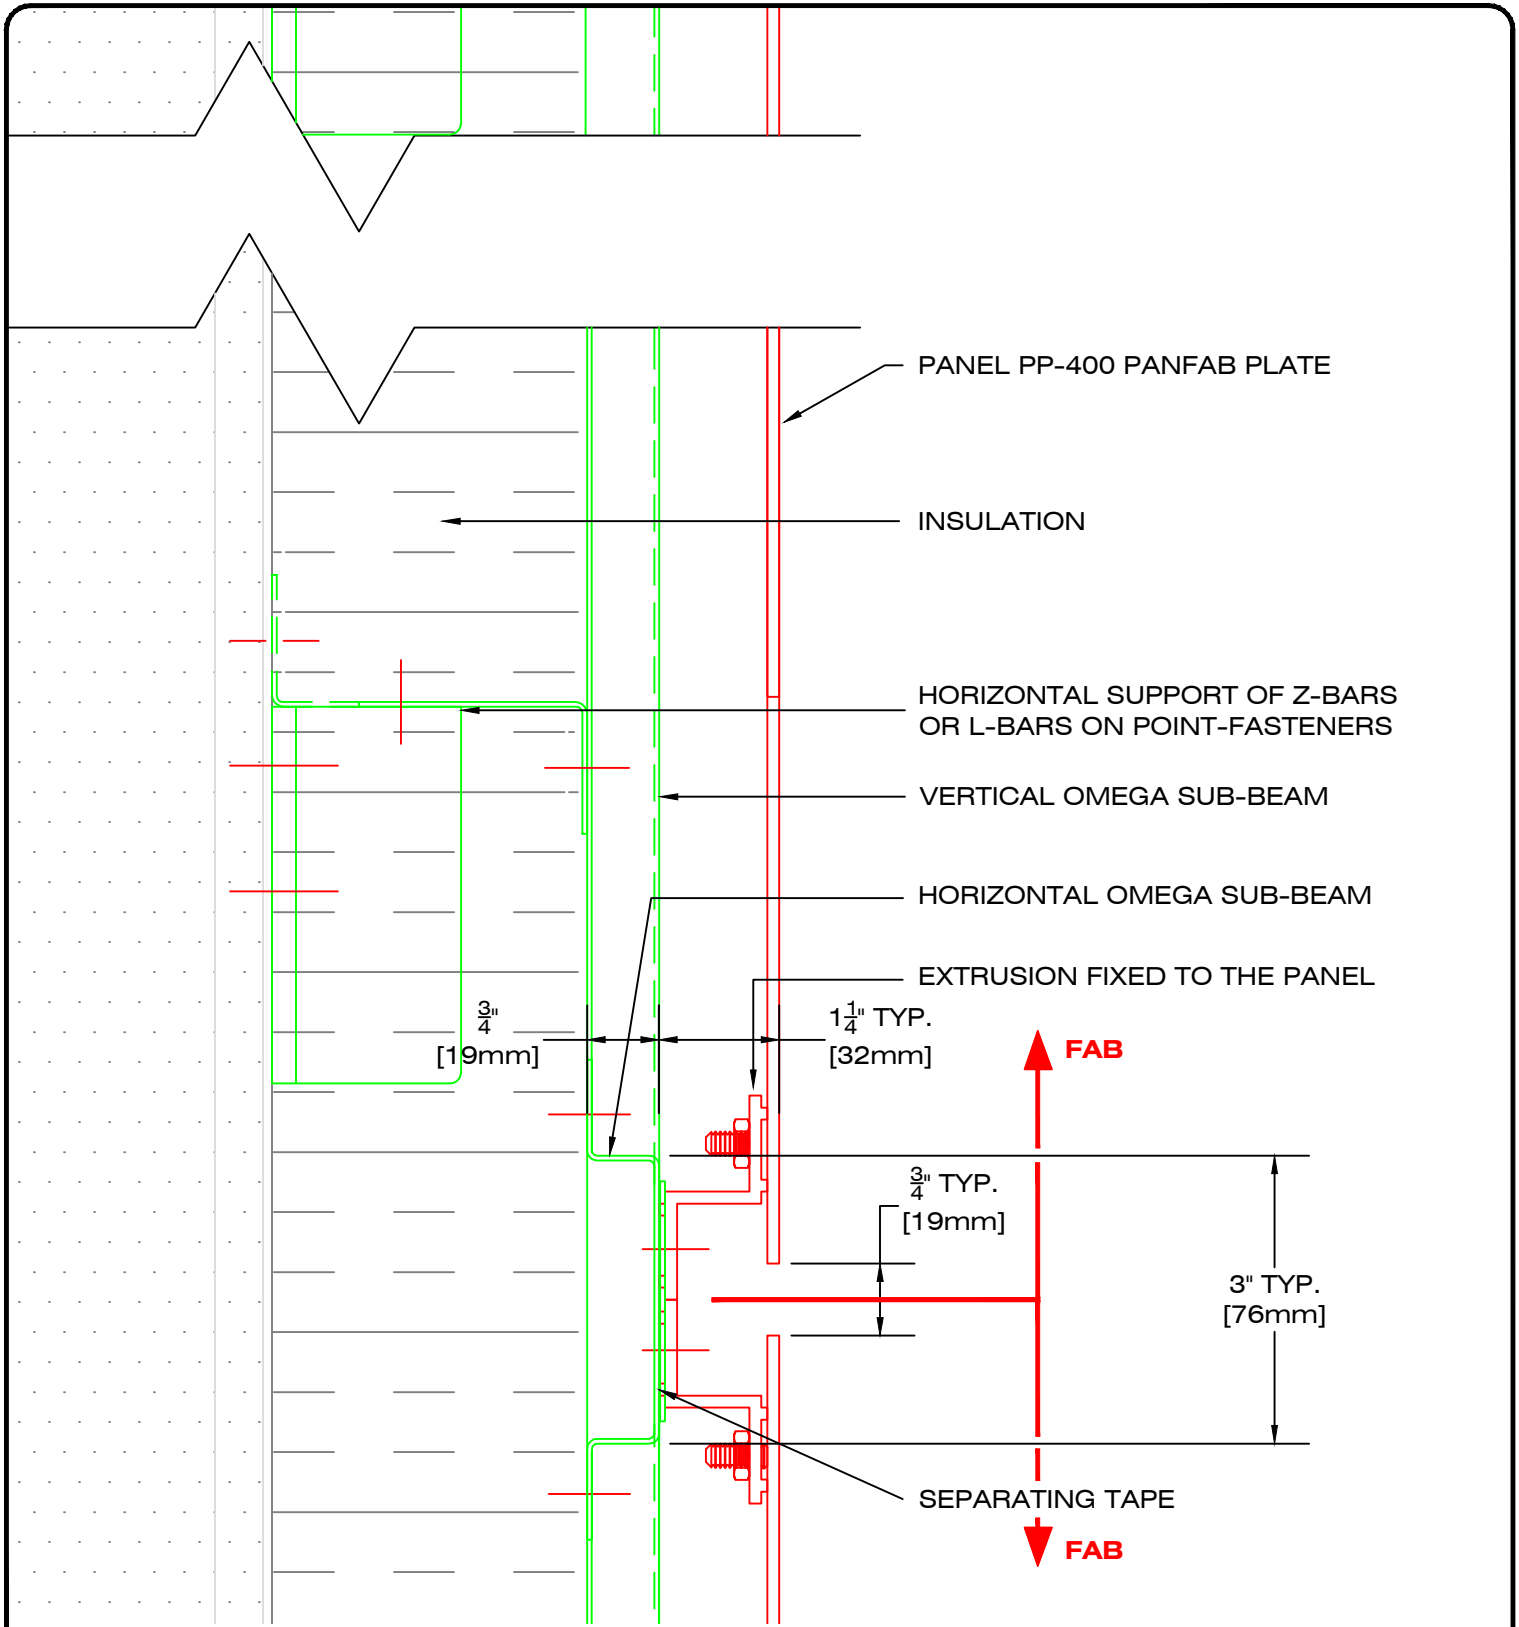 PANEL PP-400 PANFAB PLATE
INSULATION
HORIZONTAL SUPPORT OF Z-BARS
OR L-BARS ON POINT-FASTENERS
VERTICAL OMEGA SUB-BEAM
HORIZONTAL OMEGA SUB-BEAM
EXTRUSION FIXED TO THE PANEL
3/4"
[19mm]
1 1/4" TYP.
[32mm]
FAB
3/4" TYP.
[19mm]
3" TYP.
[76mm]
SEPARATING TAPE
FAB